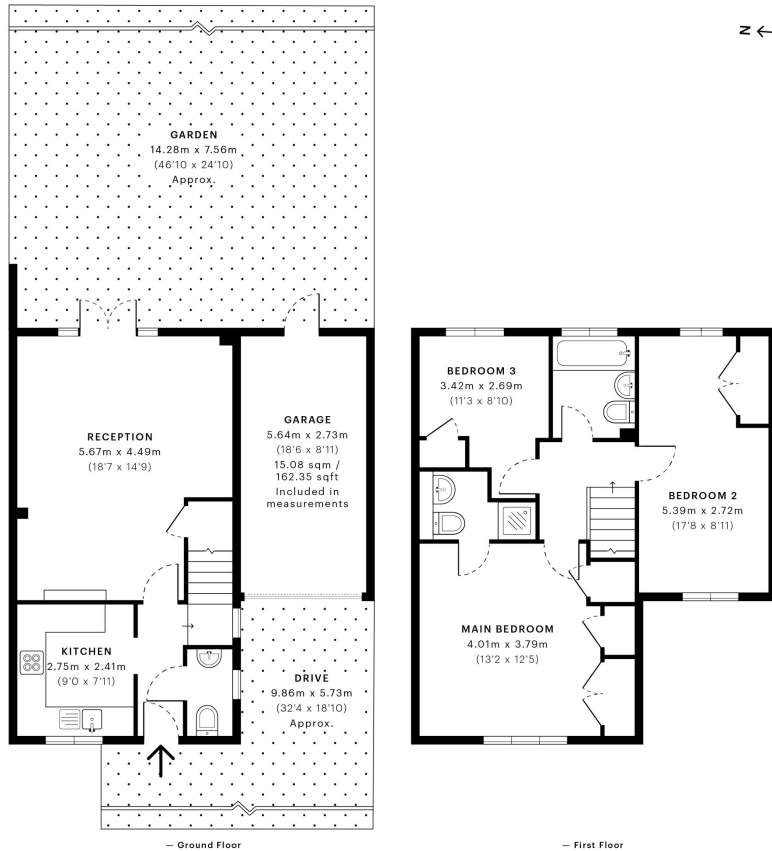 N
GARDEN
14.28m x 7.56m
(46'10 x 24'10)
Approx.
RECEPTION
5.67m x 4.49m
(18'7 x 14'9)
GARAGE
5.64m x 2.73m
(18'6 x 8'11)
15.08 sqm /
162.35 sqft
Included in
measurements
KITCHEN
2.75m x 2.41m
(9'0 x 7'11)
DRIVE
9.86m x 5.73m
(32'4 x 18'10)
Approx.
— Ground Floor
BEDROOM 3
3.42m x 2.69m
(11'3 x 8'10)
BEDROOM 2
5.39m x 2.72m
(17'8 x 8'11)
MAIN BEDROOM
4.01m x 3.79m
(13'2 x 12'5)
— First Floor